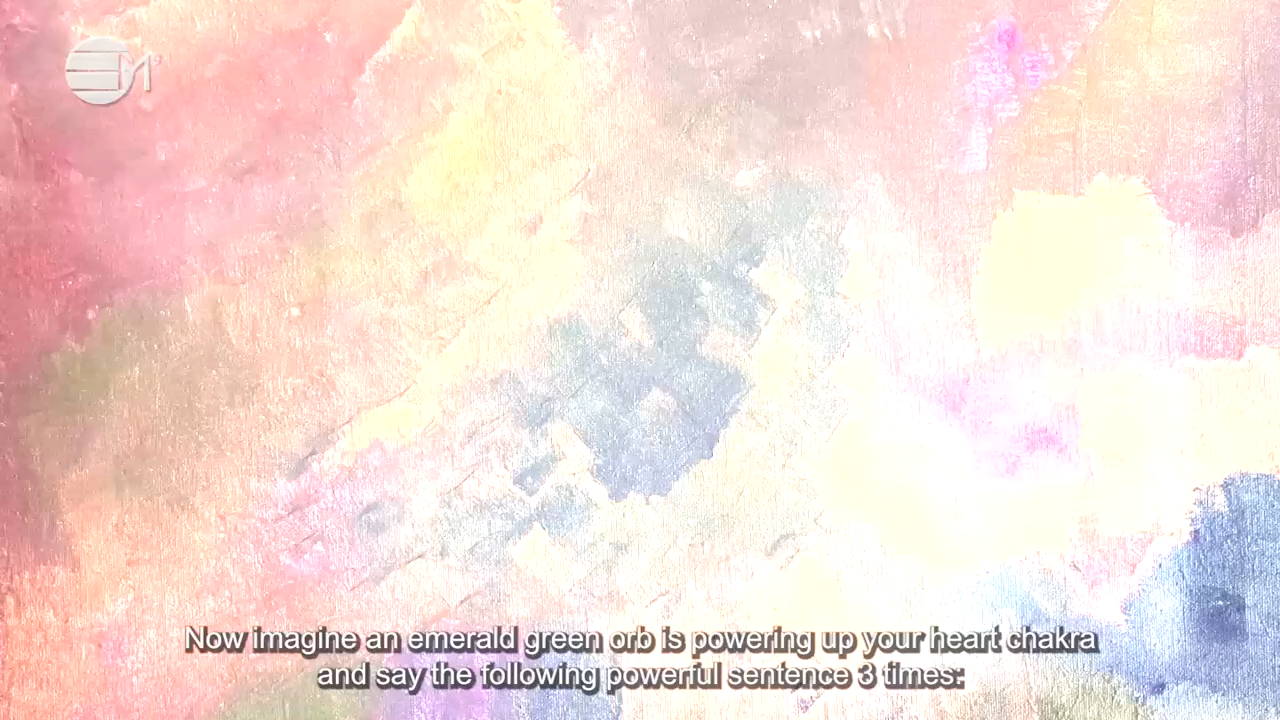 EM
Now imagine an emerald green orb is powering up your heart chakra
and say the following powerful sentence 3 times: